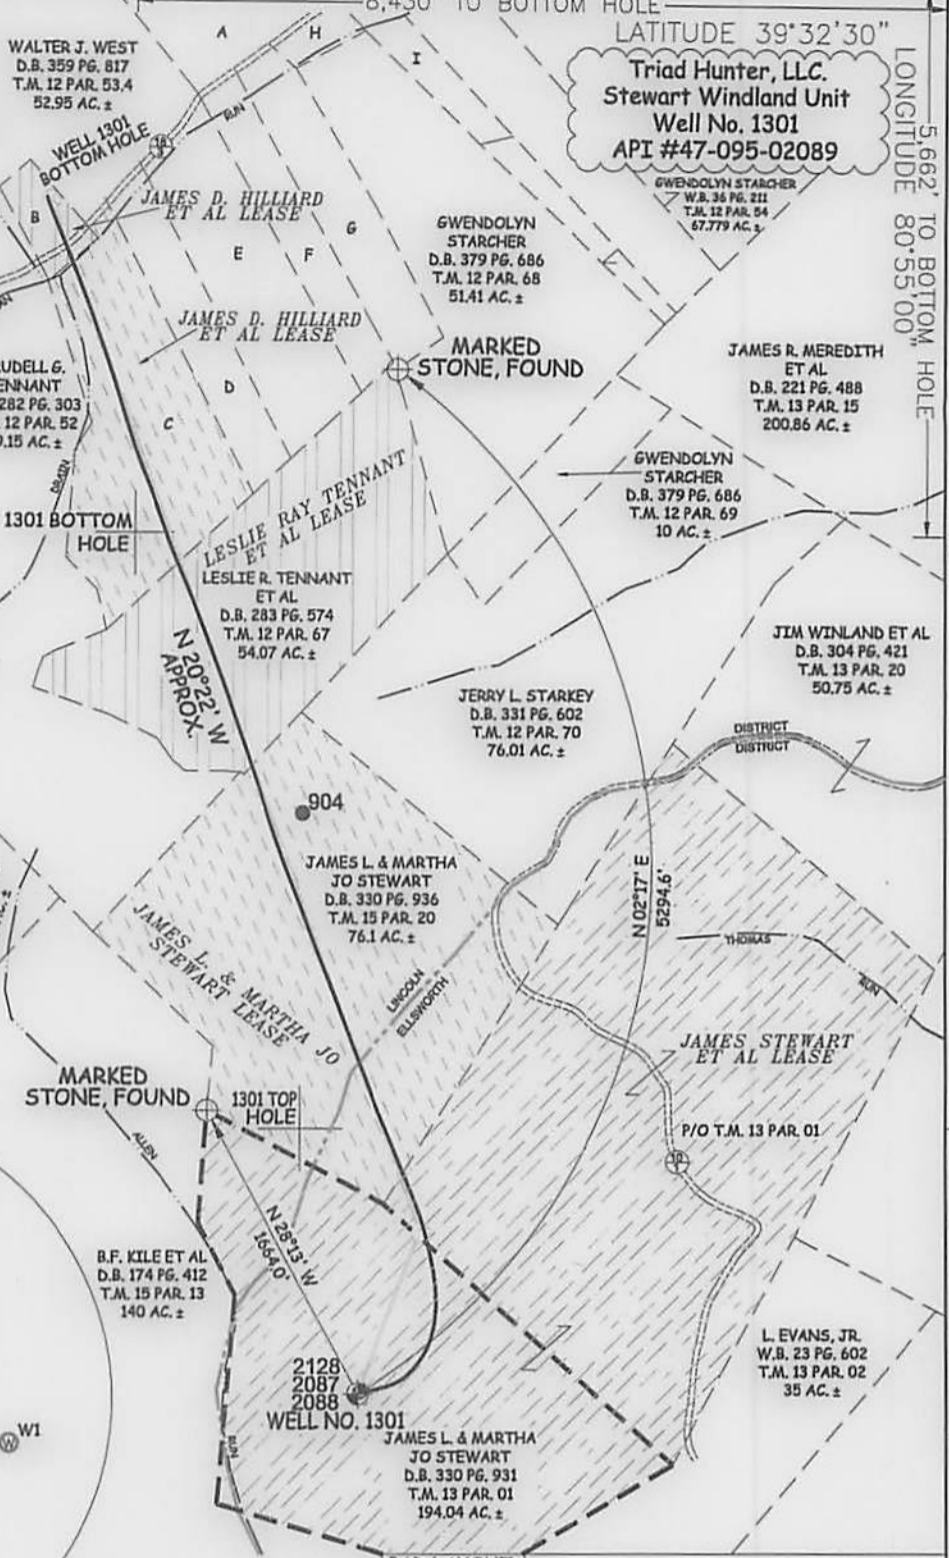 8,430' TO BOTTOM HOLE
LATITUDE 39°32'30"
LONGITUDE 80°55'00"
5,662' TO BOTTOM HOLE
Triad Hunter, LLC.
Stewart Windland Unit
Well No. 1301
API #47-095-02089
WALTER J. WEST
D.B. 359 PG. 817
T.M. 12 PAR. 53.4
52.95 AC. ±
A
H
I
RUN
WELL 1301
BOTTOM HOLE
B
JAMES D. HILLIARD
ET AL LEASE
G
E
F
GWENDOLYN STARCHER
W.B. 36 PG. 211
T.M. 12 PAR. 54
67.779 AC. ±
GWENDOLYN
STARCHER
D.B. 379 PG. 686
T.M. 12 PAR. 68
51.41 AC. ±
JAMES D. HILLIARD
ET AL LEASE
D
C
MARKED
STONE, FOUND
JAMES R. MEREDITH
ET AL
D.B. 221 PG. 488
T.M. 13 PAR. 15
200.86 AC. ±
UDELL G.
ENNANT
282 PG. 303
12 PAR. 52
.15 AC. ±
DRAIN
GWENDOLYN
STARCHER
D.B. 379 PG. 686
T.M. 12 PAR. 69
10 AC. ±
LESLIE RAY TENNANT
ET AL LEASE
1301 BOTTOM
HOLE
LESLIE R. TENNANT
ET AL
D.B. 283 PG. 574
T.M. 12 PAR. 67
54.07 AC. ±
N 20°22' W
APPROX.
JIM WINLAND ET AL
D.B. 304 PG. 421
T.M. 13 PAR. 20
50.75 AC. ±
JERRY L. STARKEY
D.B. 331 PG. 602
T.M. 12 PAR. 70
76.01 AC. ±
DISTRICT
DISTRICT
904
JAMES L. & MARTHA
JO STEWART
D.B. 330 PG. 936
T.M. 15 PAR. 20
76.1 AC. ±
N 02°17' E
5294.6'
JAMES L. & MARTHA JO
STEWART LEASE
LINCOLN
ELLSWORTH
THOMAS
RUN
JAMES STEWART
ET AL LEASE
MARKED
STONE, FOUND
1301 TOP
HOLE
P/O T.M. 13 PAR. 01
ALLEN
N 28°13' W
1664.0'
B.F. KILE ET AL
D.B. 174 PG. 412
T.M. 15 PAR. 13
140 AC. ±
L. EVANS, JR.
W.B. 23 PG. 602
T.M. 13 PAR. 02
35 AC. ±
2128
2087
2088
WELL NO. 1301
W1
W
RUN
JAMES L. & MARTHA
JO STEWART
D.B. 330 PG. 931
T.M. 13 PAR. 01
194.04 AC. ±